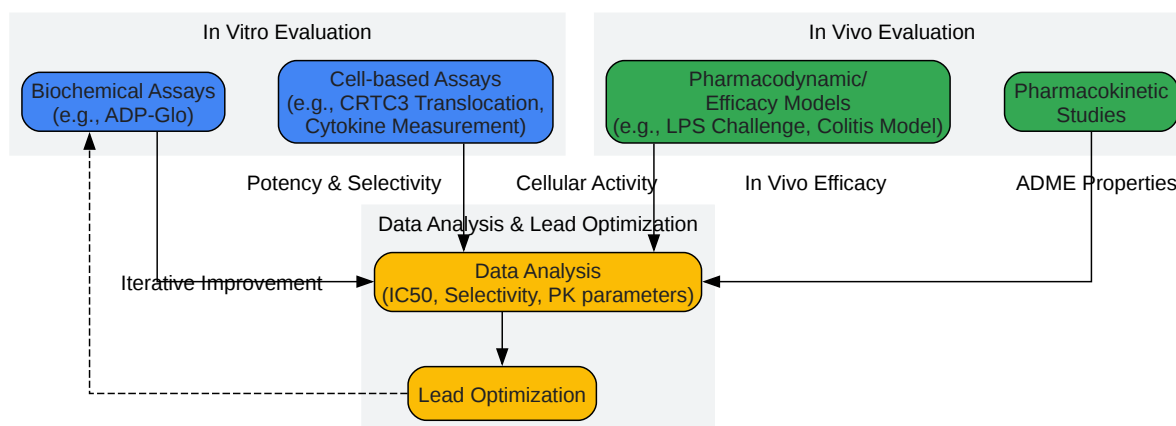 In Vitro Evaluation
In Vivo Evaluation
Biochemical Assays
(e.g., ADP-Glo)
Cell-based Assays
(e.g., CRTC3 Translocation,
Cytokine Measurement)
Pharmacodynamic/
Efficacy Models
(e.g., LPS Challenge, Colitis Model)
Pharmacokinetic
Studies
Potency & Selectivity
Cellular Activity
In Vivo Efficacy
ADME Properties
Data Analysis & Lead Optimization
Data Analysis
(IC50, Selectivity, PK parameters)
Iterative Improvement
Lead Optimization